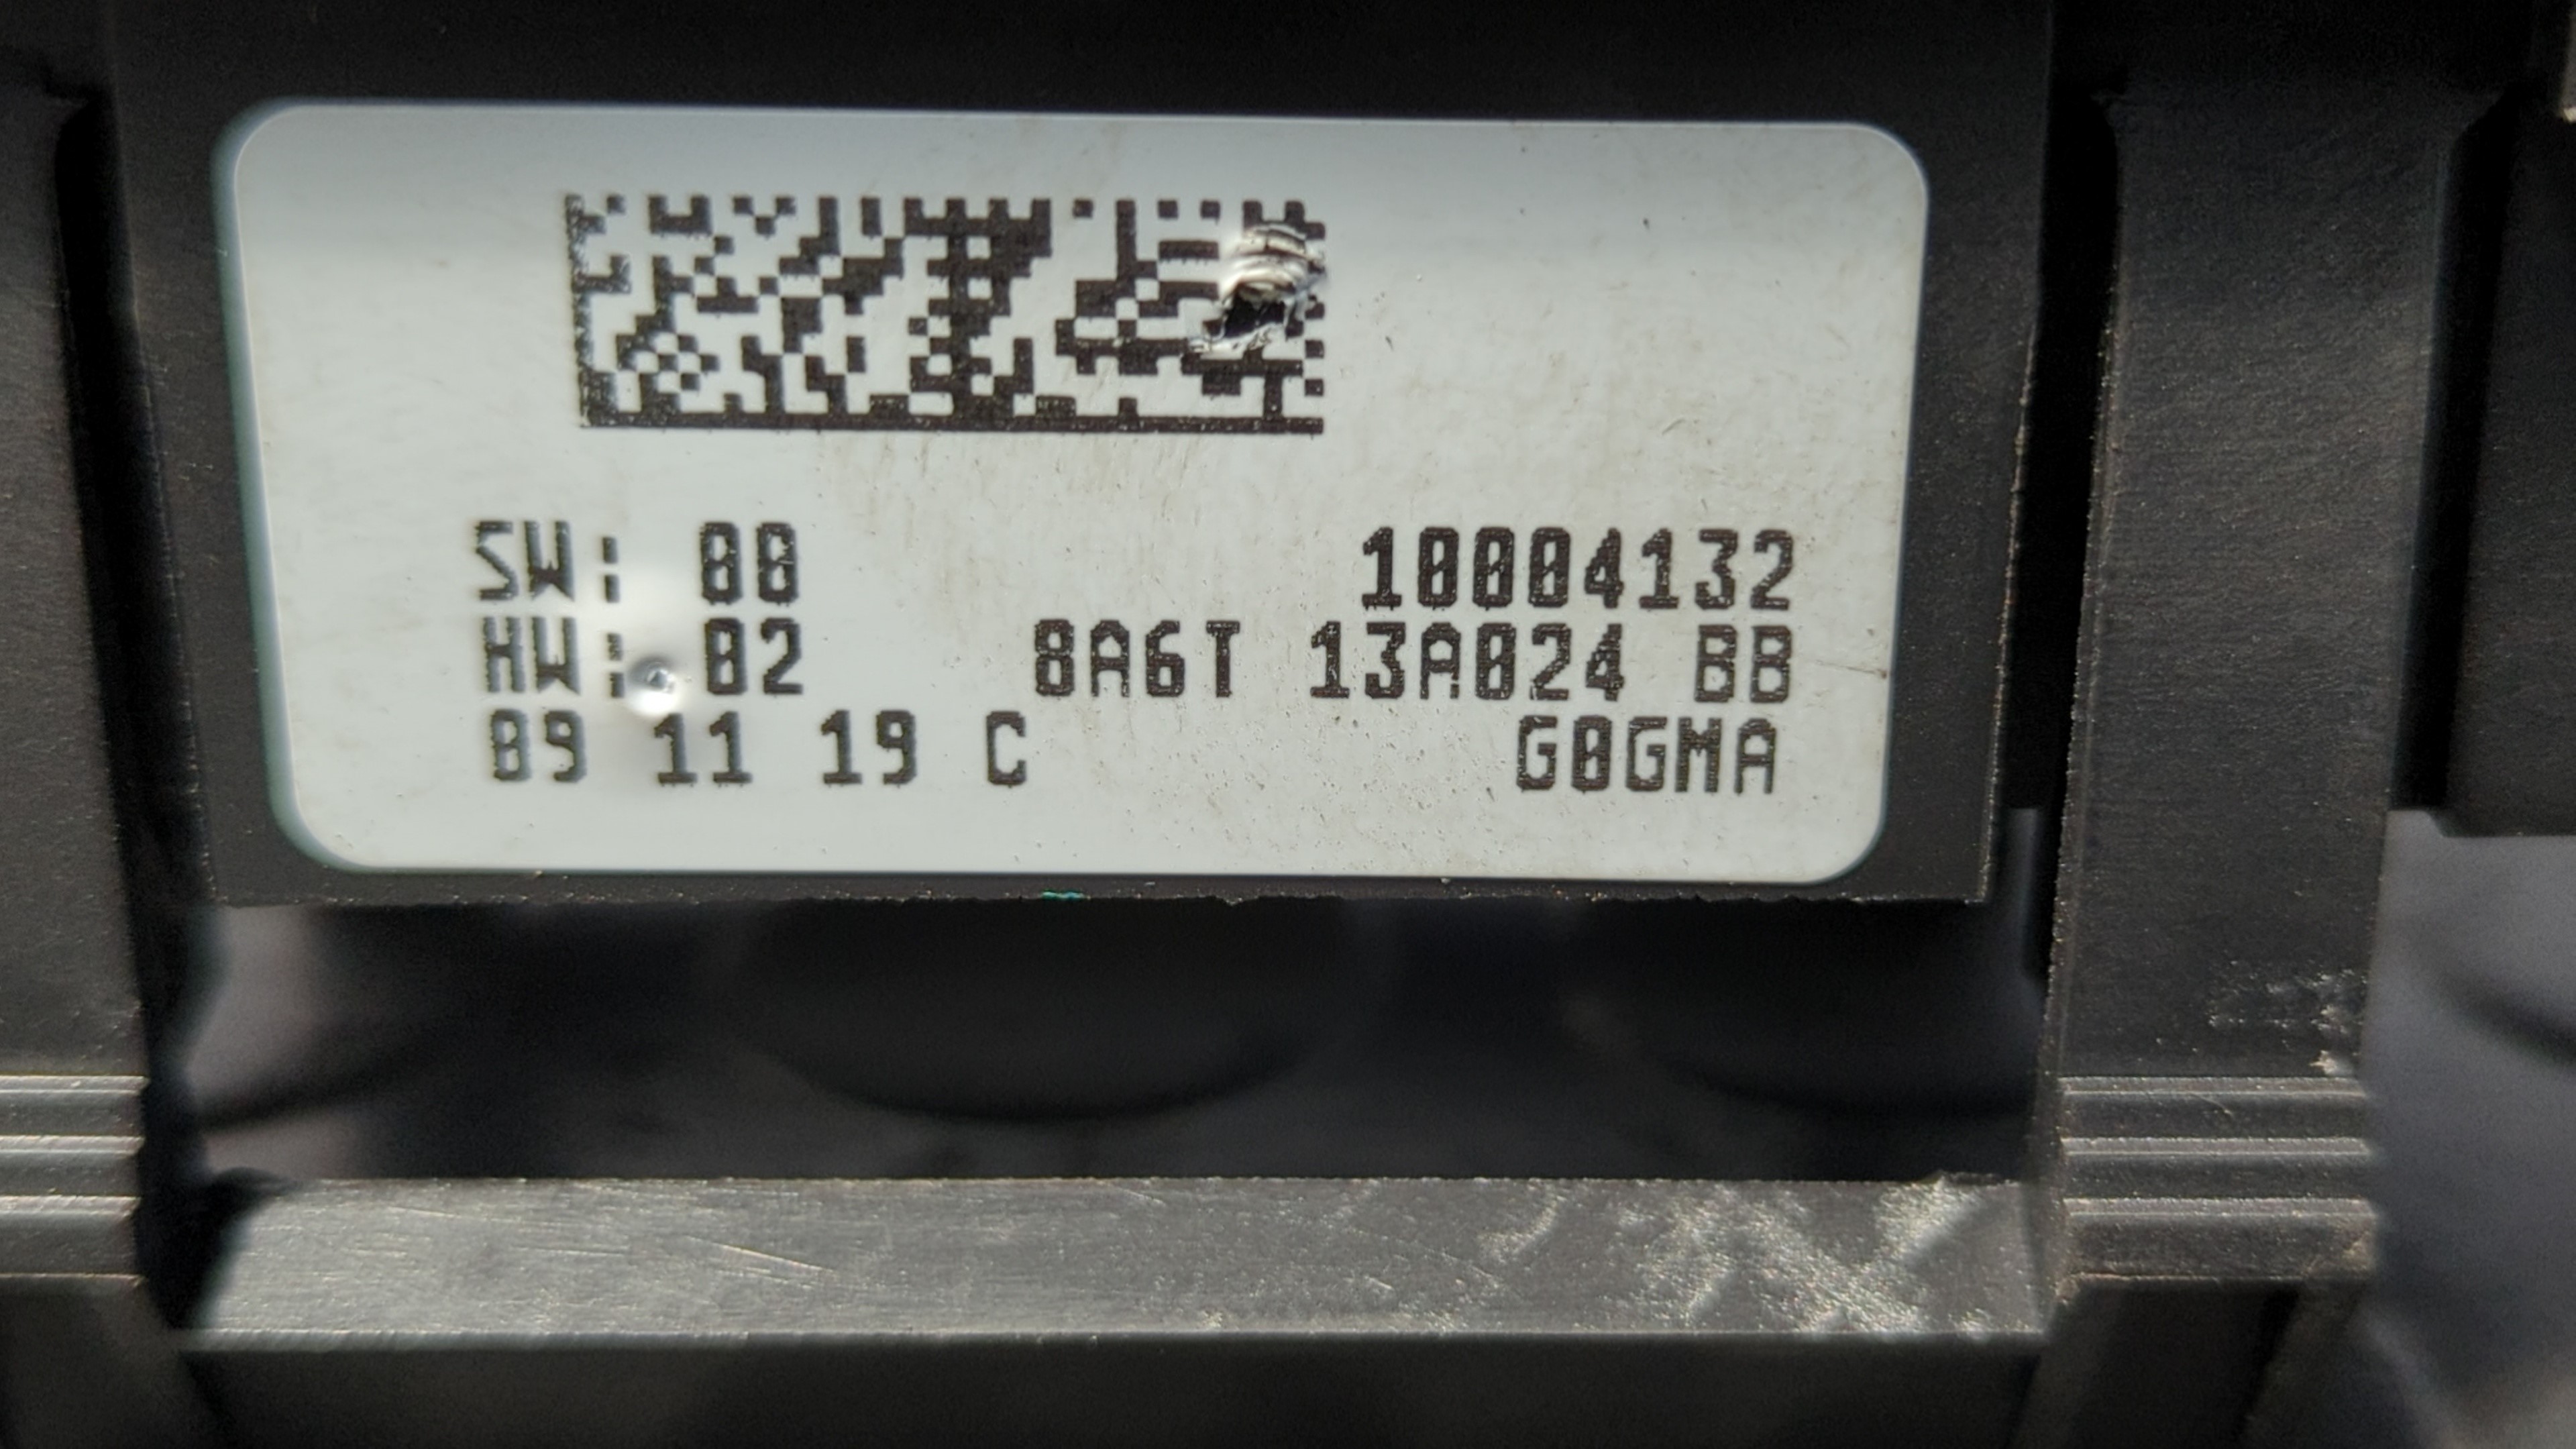 SW: 00 10004132
HW: 02 8A6T 13A024 BB
09 11 19 C G0GMA